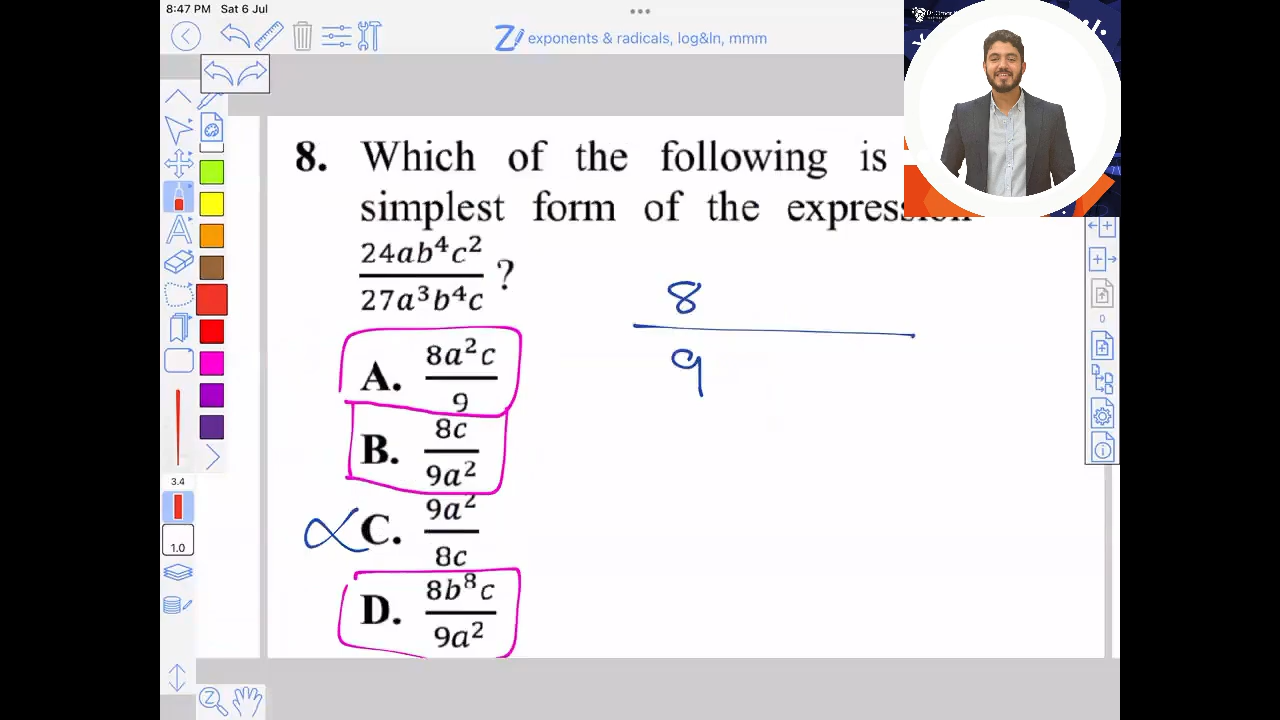 8:47 PM Sat 6 Jul
exponents & radicals, log&ln, mmm
8. Which of the following is
simplest form of the expression
24ab⁴c²
27a³b⁴c
?
8
9
A. 8a²c
9
B. 8c
9a²
C. 9a²
8c
D. 8b⁸c
9a²
3.4
1.0
0